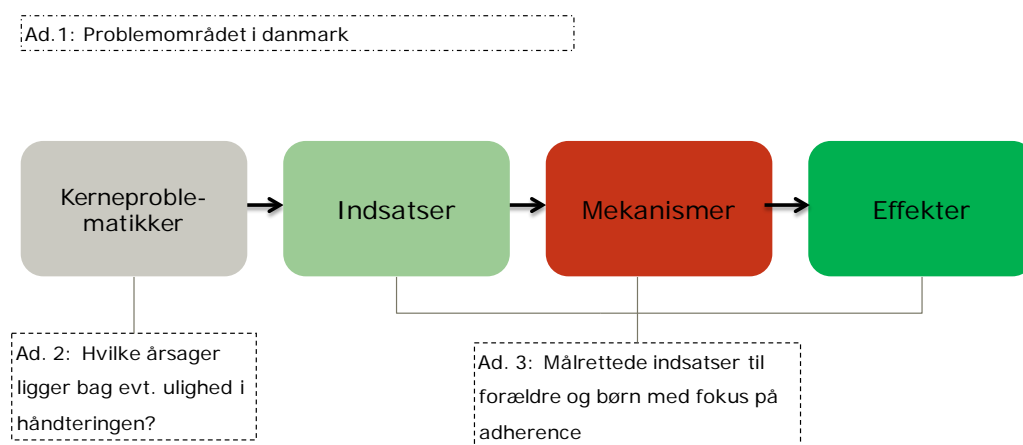 Ad.1: Problemområdet i danmark
Kerneproble-
matikker
Indsatser
Mekanismer
Effekter
Ad. 2: Hvilke årsager
ligger bag evt. ulighed i
håndteringen?
Ad. 3: Målrettede indsatser til
forældre og børn med fokus på
adherence